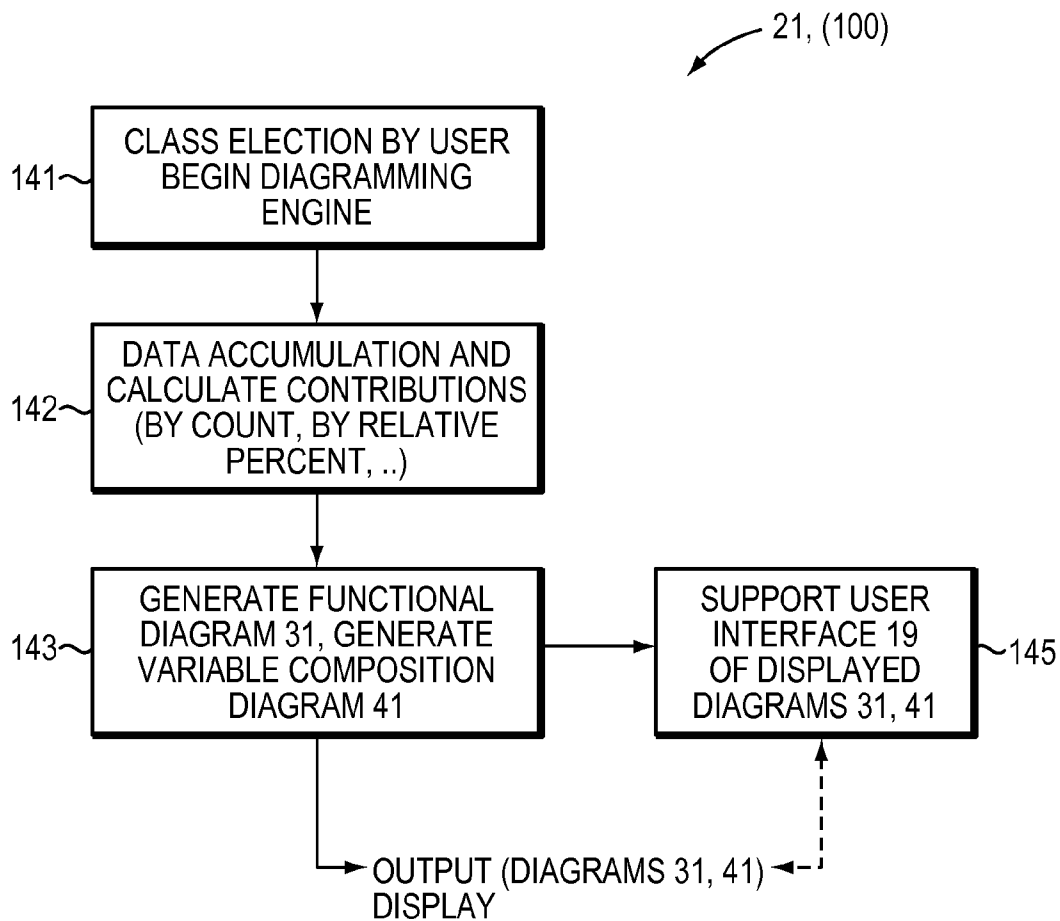 21, (100)
CLASS ELECTION BY USER
BEGIN DIAGRAMMING
ENGINE
141
DATA ACCUMULATION AND
CALCULATE CONTRIBUTIONS
(BY COUNT, BY RELATIVE
PERCENT, ..)
142
GENERATE FUNCTIONAL
DIAGRAM 31, GENERATE
VARIABLE COMPOSITION
DIAGRAM 41
143
SUPPORT USER
INTERFACE 19
OF DISPLAYED
DIAGRAMS 31, 41
145
OUTPUT (DIAGRAMS 31, 41)
DISPLAY